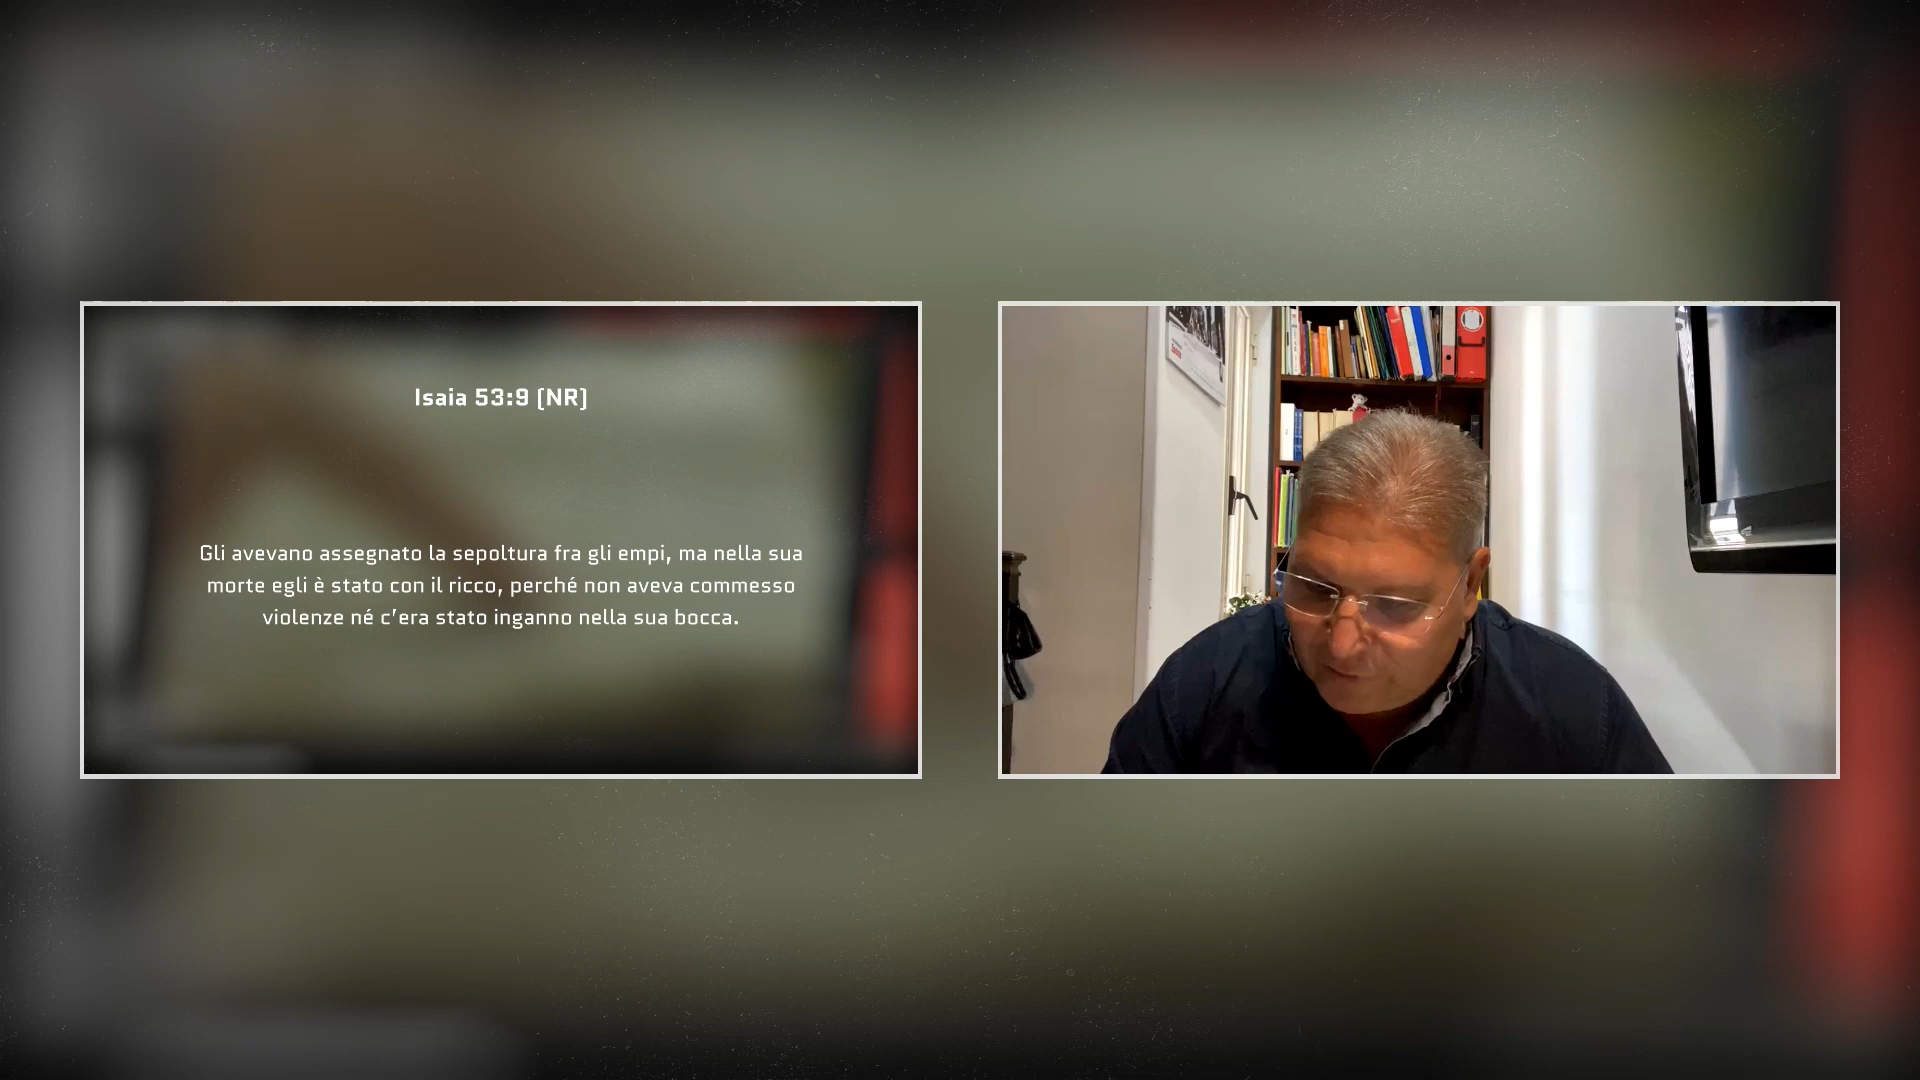 Isaia 53:9 [NR]
Gli avevano assegnato la sepoltura fra gli empi, ma nella sua
morte egli è stato con il ricco, perché non aveva commesso
violenze né c’era stato inganno nella sua bocca.